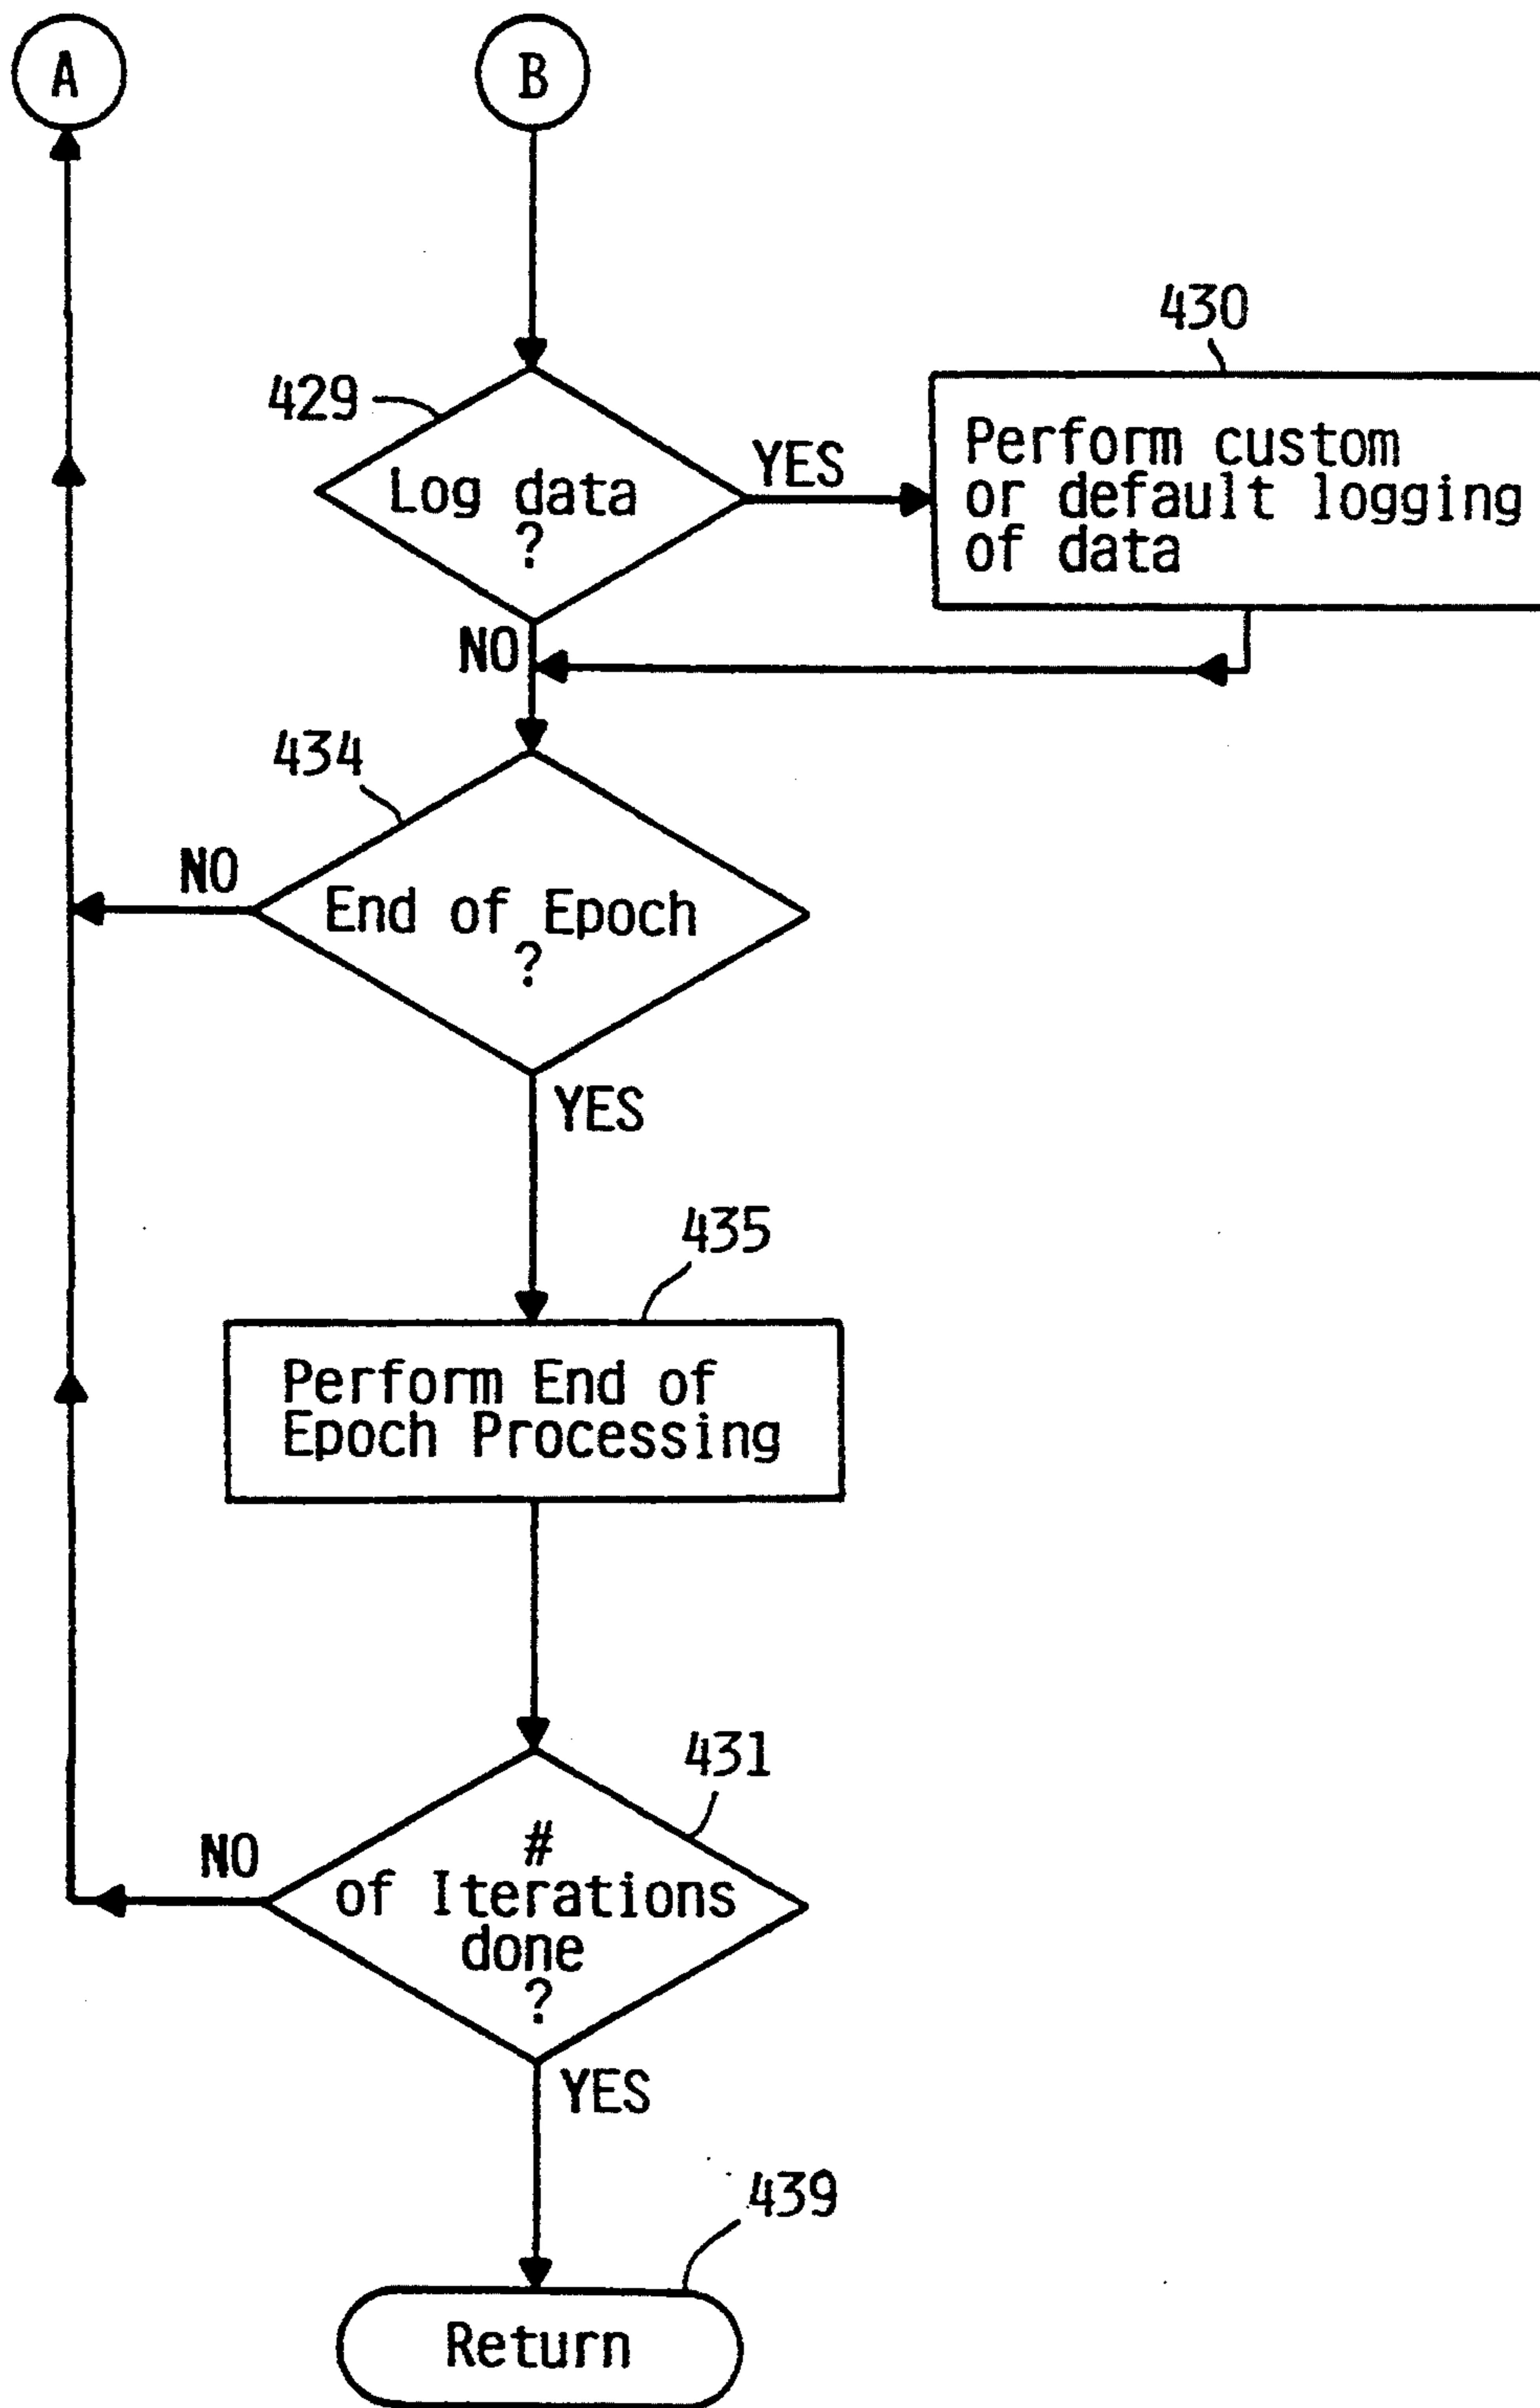 A
B
430
429
Perform custom
or default logging
of data
YES
Log data
?
NO
434
NO
End of Epoch
?
YES
435
Perform End of
Epoch Processing
431
NO
#
of Iterations
done
?
YES
439
Return